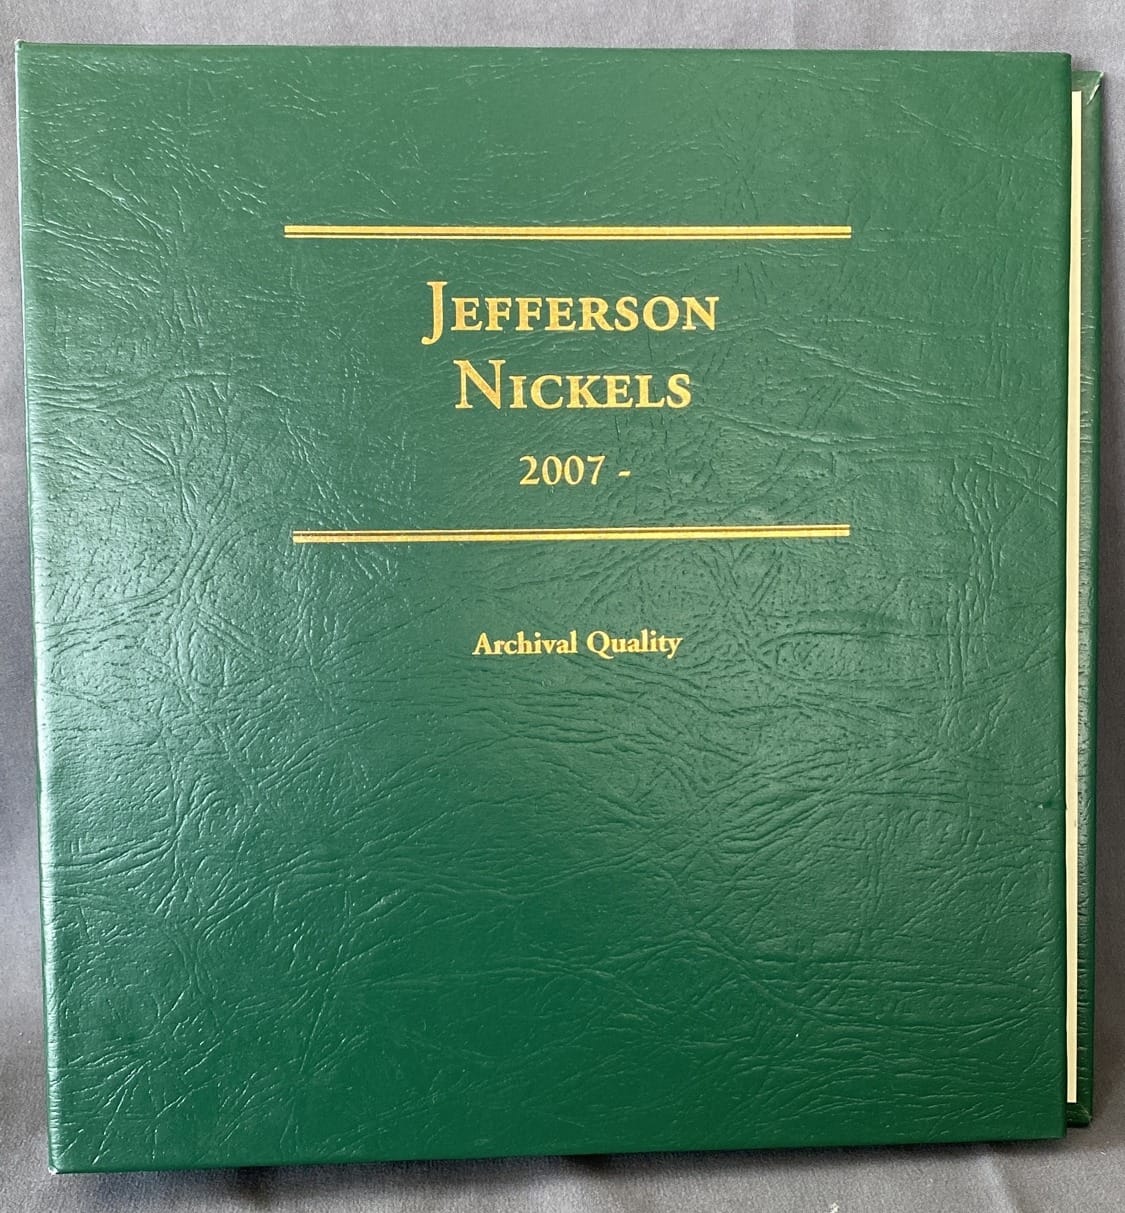 JEFFERSON
NICKELS
2007 -
Archival Quality